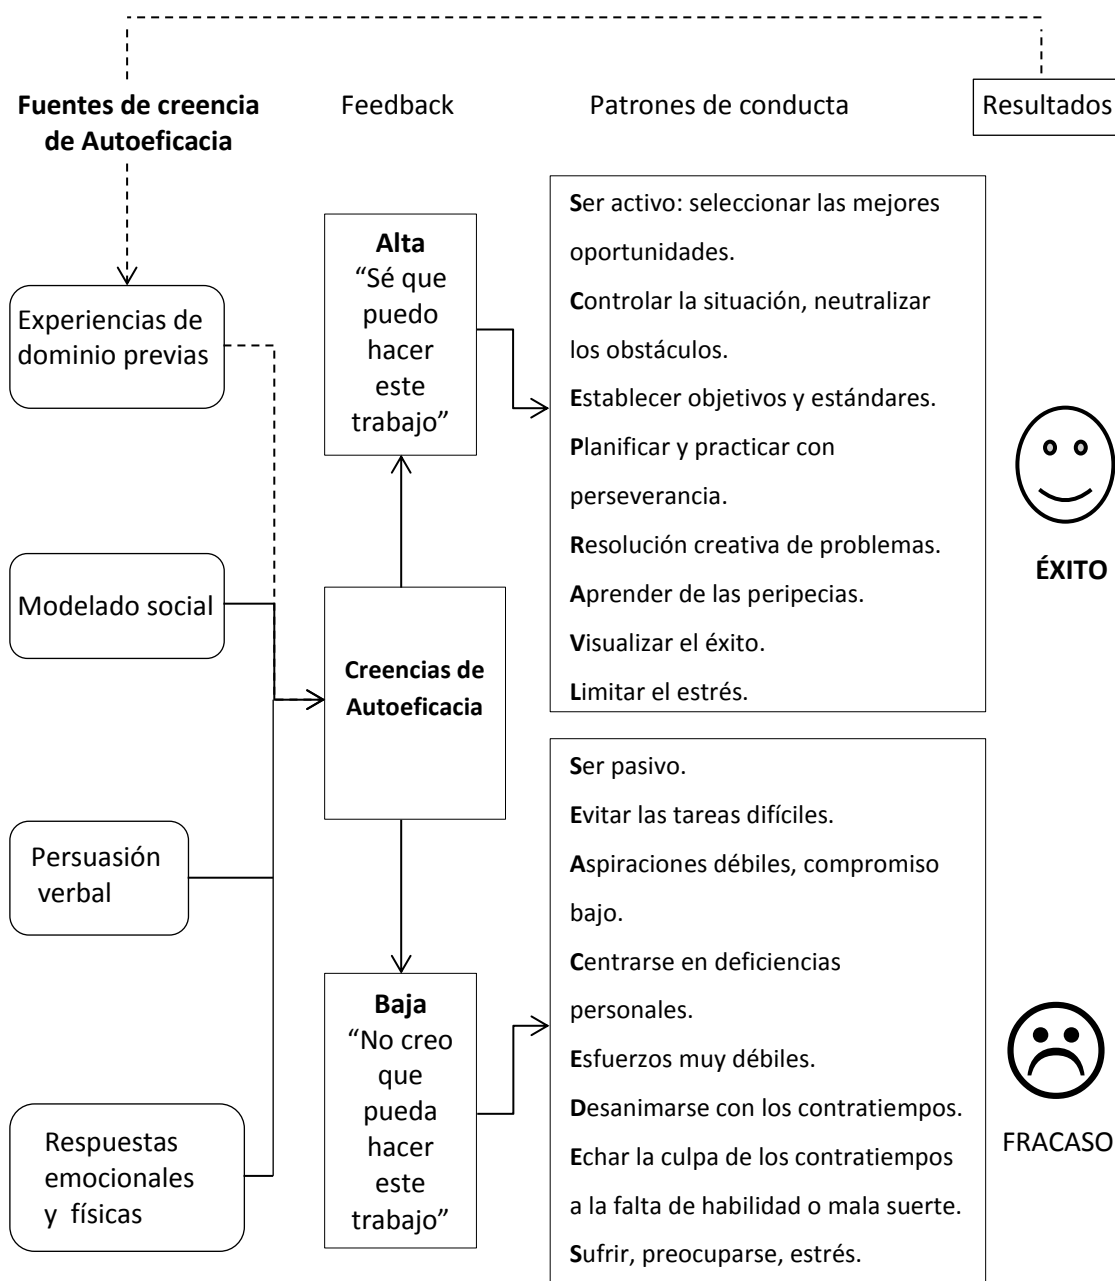 Fuentes de creencia
de Autoeficacia
Feedback
Patrones de conducta
Resultados
Experiencias de
dominio previas
Modelado social
Persuasión
verbal
Respuestas
emocionales
y físicas
Alta
“Sé que
puedo
hacer
este
trabajo”
Creencias de
Autoeficacia
Baja
“No creo
que
pueda
hacer
este
trabajo”
Ser activo: seleccionar las mejores
oportunidades.
Controlar la situación, neutralizar
los obstáculos.
Establecer objetivos y estándares.
Planificar y practicar con
perseverancia.
Resolución creativa de problemas.
Aprender de las peripecias.
Visualizar el éxito.
Limitar el estrés.
Ser pasivo.
Evitar las tareas difíciles.
Aspiraciones débiles, compromiso
bajo.
Centrarse en deficiencias
personales.
Esfuerzos muy débiles.
Desanimarse con los contratiempos.
Echar la culpa de los contratiempos
a la falta de habilidad o mala suerte.
Sufrir, preocuparse, estrés.
ÉXITO
FRACASO